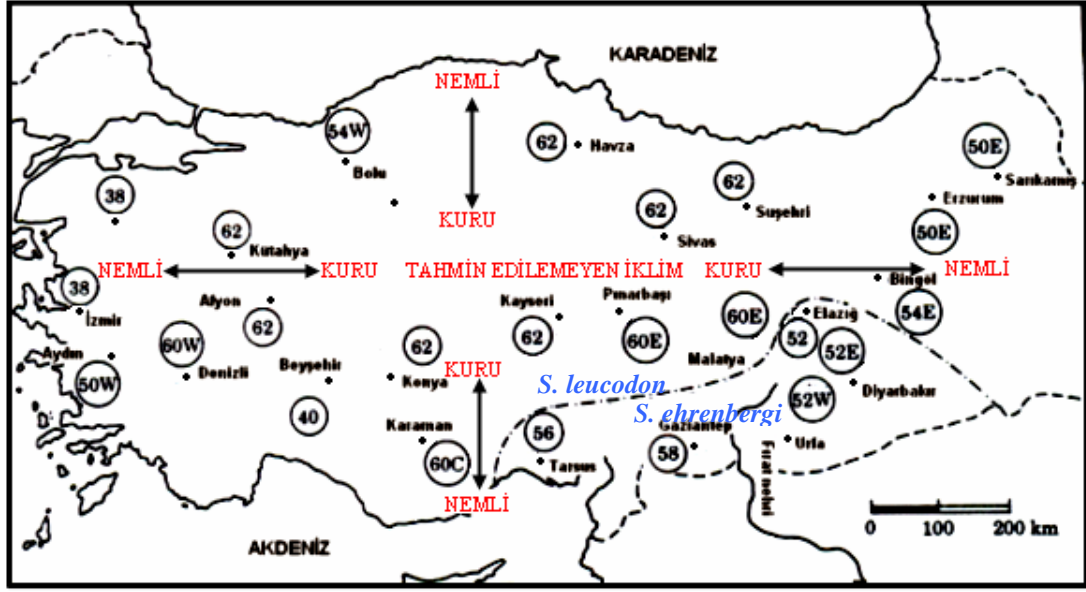 KARADENİZ
NEMLİ
54W
Bolu
62
Havza
50E
Sarıkamış
38
62
Suşehri
Erzurum
62
KURU
62
Sivas
50E
Kütahya
NEMLİ KURU TAHMİN EDİLEMEYEN İKLİM KURU NEMLİ
38
Bingöl
İzmir
Afyon
62
Kayseri
62
Pınarbaşı
60E
60E
Elazığ
54E
52
52E
Aydın
60W
Denizli
Beyşehir
62
Konya
KURU
Malatya
50W
S. leucodon
Diyarbakır
52W
40
Karaman
S. ehrenbergi
56
Gaziantep
Urfa
60C
Tarsus
58
Fırat nehri
NEMLİ
AKDENİZ
0 100 200 km